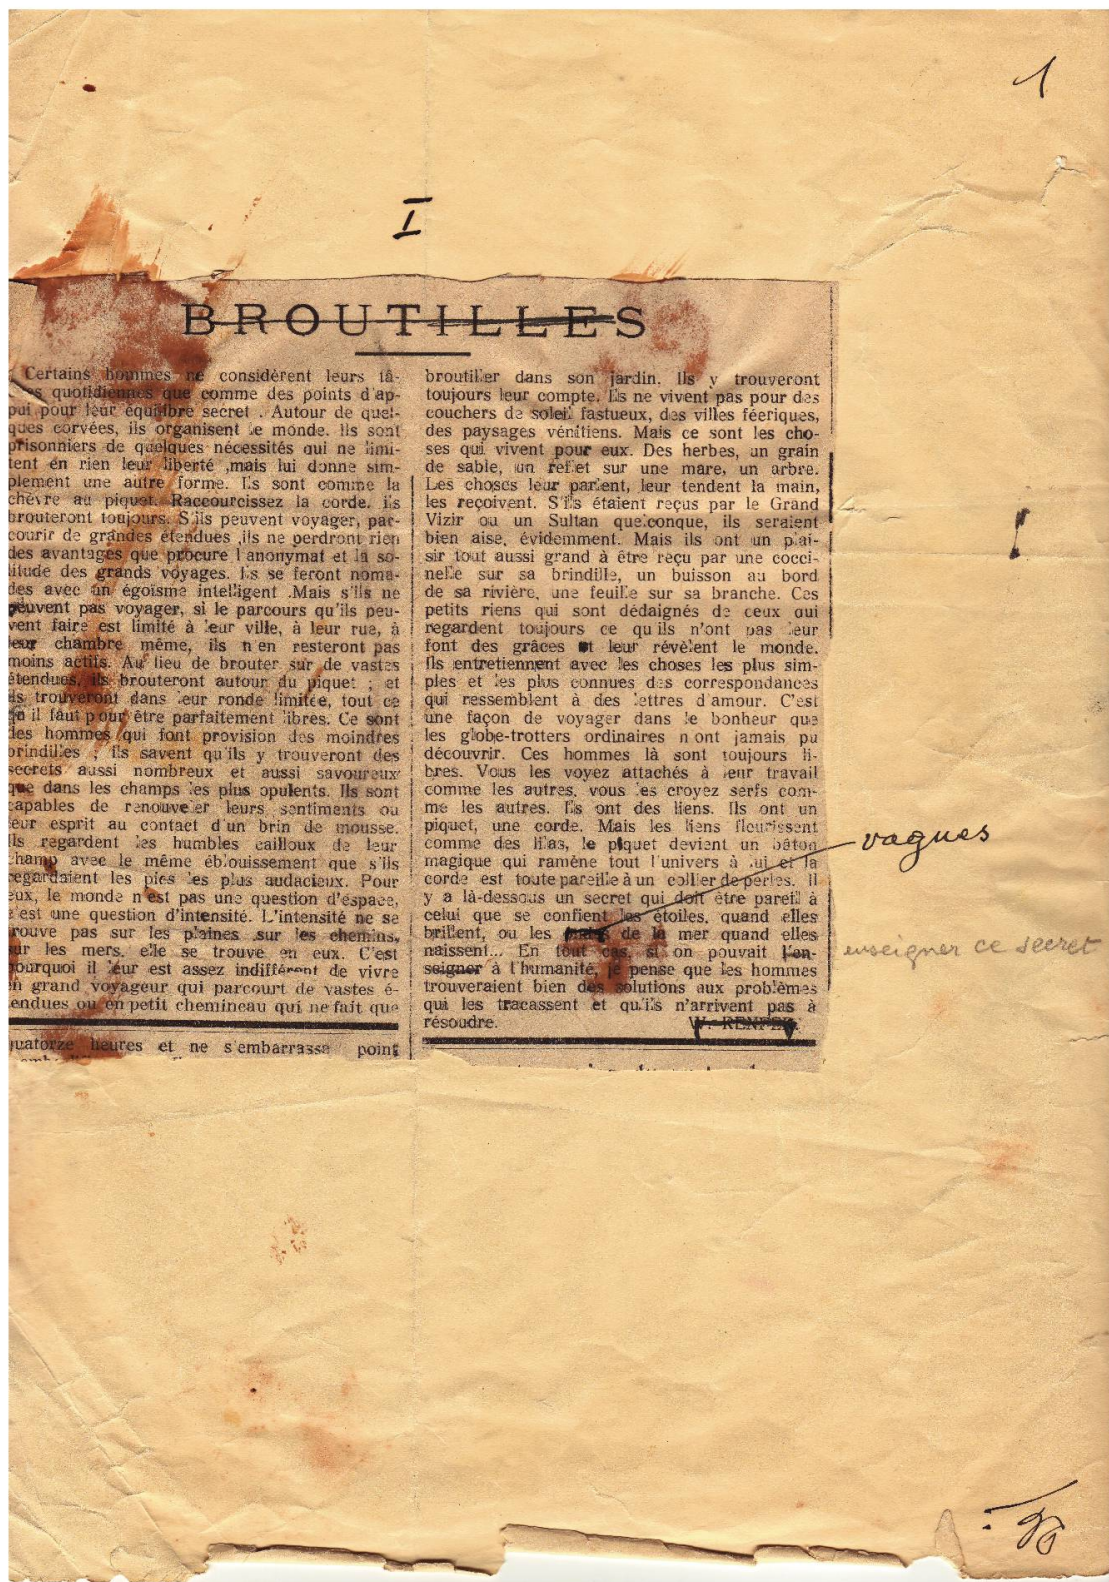 1
I
BROUTILLES
Certains hommes ne considèrent leurs tâ-
es quotidiennes que comme des points d'ap-
pui pour leur équilibre secret . Autour de quel-
ques corvées, ils organisent le monde. Ils sont
prisonniers de quelques nécessités qui ne limi-
tent en rien leur liberté ,mais lui donne sim-
plement une autre forme. Ils sont comme la
chèvre au piquet. Raccourcissez la corde, ils
brouteront toujours. S'ils peuvent voyager, par-
courir de grandes étendues ,ils ne perdront rien
des avantages que procure l'anonymat et la so-
litude des grands voyages. Ils se feront noma-
des avec un égoïsme intelligent .Mais s'ils ne
peuvent pas voyager, si le parcours qu'ils peu-
vent faire est limité à leur ville, à leur rue, à
leur chambre même, ils n'en resteront pas
moins actifs. Au lieu de brouter sur de vastes
étendues, ils brouteront autour du piquet ; et
ils trouveront dans leur ronde limitée, tout ce
qu'il faut pour être parfaitement libres. Ce sont
des hommes qui font provision des moindres
brindilles ; ils savent qu'ils y trouveront des
secrets aussi nombreux et aussi savoureux
que dans les champs les plus opulents. Ils sont
capables de renouveler leurs sentiments ou
leur esprit au contact d'un brin de mousse.
Ils regardent les humbles cailloux de leur
champ avec le même éblouissement que s'ils
regardaient les pics les plus audacieux. Pour
eux, le monde n'est pas une question d'espace,
c'est une question d'intensité. L'intensité ne se
trouve pas sur les plaines sur les chemins,
sur les mers, elle se trouve en eux. C'est
pourquoi il leur est assez indifférent de vivre
en grand voyageur qui parcourt de vastes é-
tendues ou en petit chemineau qui ne fait que
quatorze heures et ne s'embarrassa point
broutiller dans son jardin. Ils y trouveront
toujours leur compte. Ils ne vivent pas pour des
couchers de soleil fastueux, des villes féeriques,
des paysages vénitiens. Mais ce sont les cho-
ses qui vivent pour eux. Des herbes, un grain
de sable, un reflet sur une mare, un arbre.
Les choses leur parlent, leur tendent la main,
les reçoivent. S'ils étaient reçus par le Grand
Vizir ou un Sultan quelconque, ils seraient
bien aise, évidemment. Mais ils ont un plai-
sir tout aussi grand à être reçu par une cocci-
nelle sur sa brindille, un buisson au bord
de sa rivière, une feuille sur sa branche. Ces
petits riens qui sont dédaignés de ceux qui
regardent toujours ce qu'ils n'ont pas leur
font des grâces et leur révèlent le monde.
Ils entretiennent avec les choses les plus sim-
ples et les plus connues des correspondances
qui ressemblent à des lettres d'amour. C'est
une façon de voyager dans le bonheur que
les globe-trotters ordinaires n'ont jamais pu
découvrir. Ces hommes là sont toujours li-
bres. Vous les voyez attachés à leur travail
comme les autres, vous les croyez serfs com-
me les autres. Ils ont des liens. Ils ont un
piquet, une corde. Mais les liens fleurissent
comme des lilas, le piquet devient un bâton
magique qui ramène tout l'univers à lui et la
corde est toute pareille à un collier de perles. Il
y a là-dessous un secret qui doit être pareil à
celui que se confient les étoiles, quand elles
brillent, ou les de la mer quand elles
naissent... En tout cas, si on pouvait l'en-
seigner à l'humanité, je pense que les hommes
trouveraient bien des solutions aux problèmes
qui les tracassent et qu'ils n'arrivent pas à
résoudre.
W. RENFER
vagues
enseigner ce secret